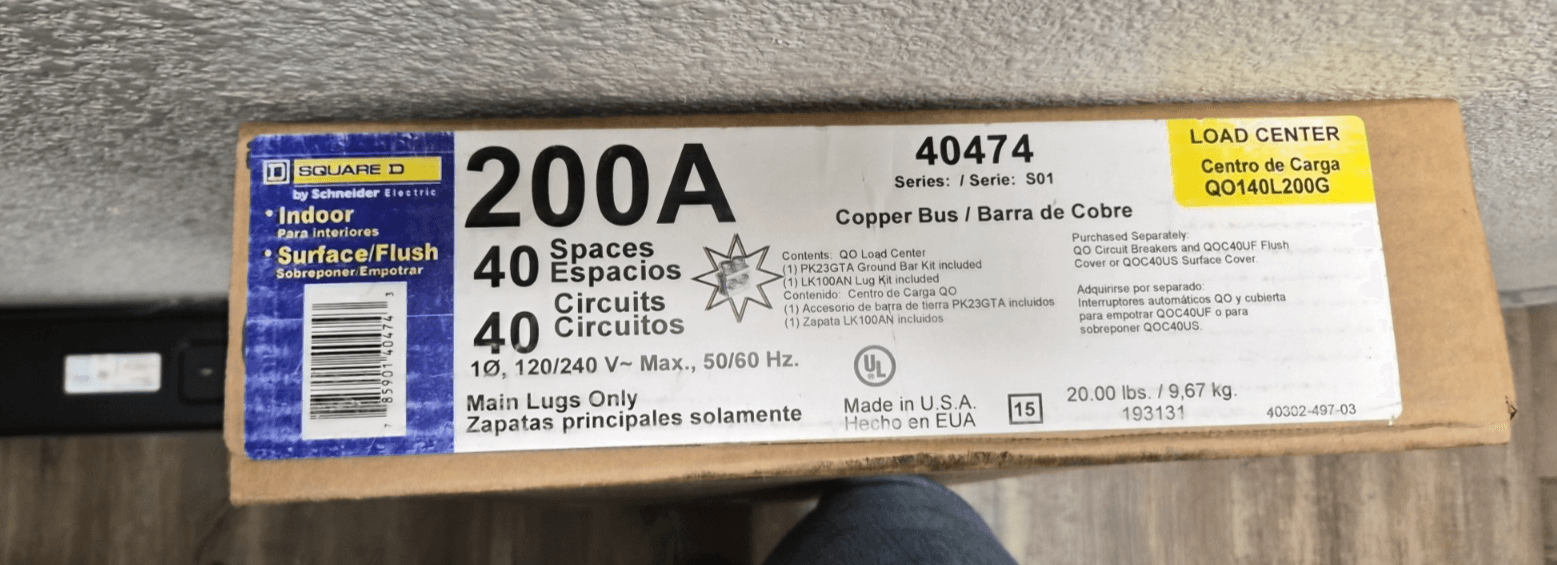 SQUARE D
by Schneider Electric
• Indoor
Para interiores
• Surface/Flush
Sobreponer/Empotrar
7 85901 40474 3
200A
40 Spaces
Espacios
40 Circuits
Circuitos
1Ø, 120/240 V~ Max., 50/60 Hz.
Main Lugs Only
Zapatas principales solamente
40474
Series: / Serie: S01
Copper Bus / Barra de Cobre
Contents: QO Load Center
(1) PK23GTA Ground Bar Kit included
(1) LK100AN Lug Kit included
Contenido: Centro de Carga QO
(1) Accesorio de barra de tierra PK23GTA incluidos
(1) Zapata LK100AN incluidos
UL
Made in U.S.A.
Hecho en EUA
15
LOAD CENTER
Centro de Carga
QO140L200G
Purchased Separately:
QO Circuit Breakers and QOC40UF Flush
Cover or QOC40US Surface Cover.
Adquirirse por separado:
Interruptores automáticos QO y cubierta
para empotrar QOC40UF o para
sobreponer QOC40US.
20.00 lbs. / 9,67 kg.
193131
40302-497-03